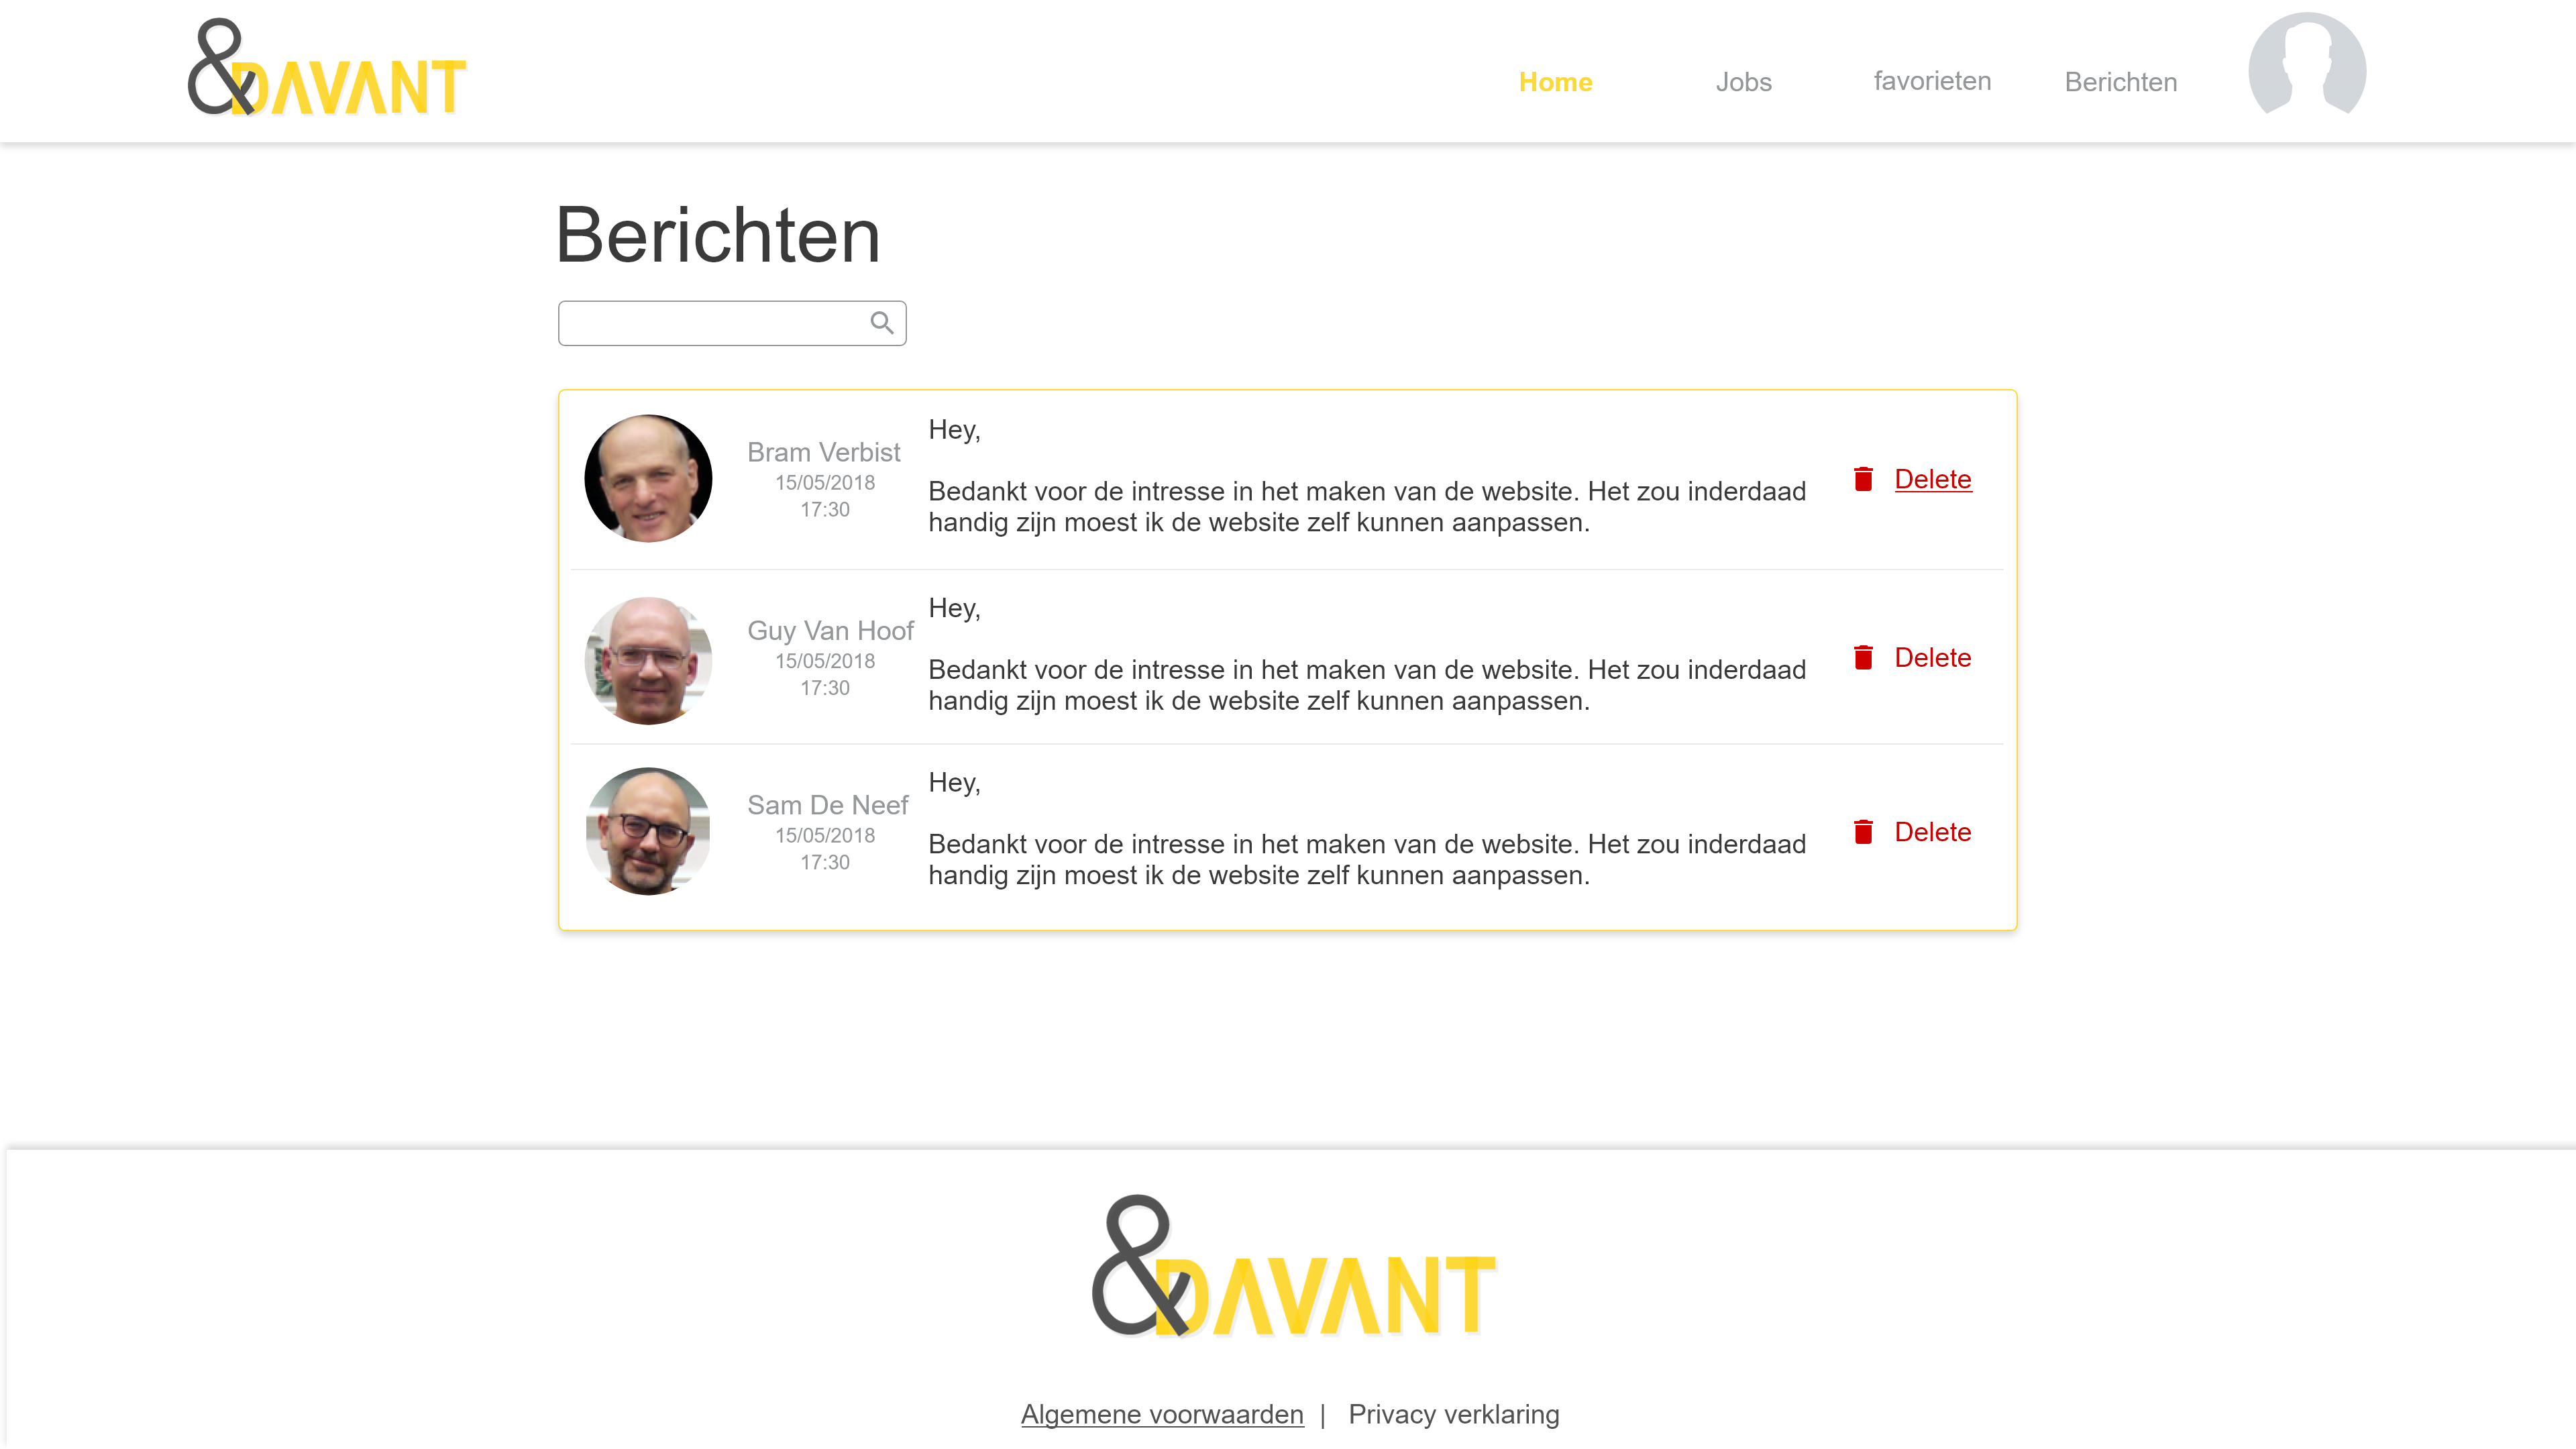 &DAVANT
Home Jobs favorieten Berichten
Berichten
Hey,
Bram Verbist
15/05/2018
17:30
Bedankt voor de intresse in het maken van de website. Het zou inderdaad
handig zijn moest ik de website zelf kunnen aanpassen.
Delete
Hey,
Guy Van Hoof
15/05/2018
17:30
Bedankt voor de intresse in het maken van de website. Het zou inderdaad
handig zijn moest ik de website zelf kunnen aanpassen.
Delete
Hey,
Sam De Neef
15/05/2018
17:30
Bedankt voor de intresse in het maken van de website. Het zou inderdaad
handig zijn moest ik de website zelf kunnen aanpassen.
Delete
&DAVANT
Algemene voorwaarden | Privacy verklaring